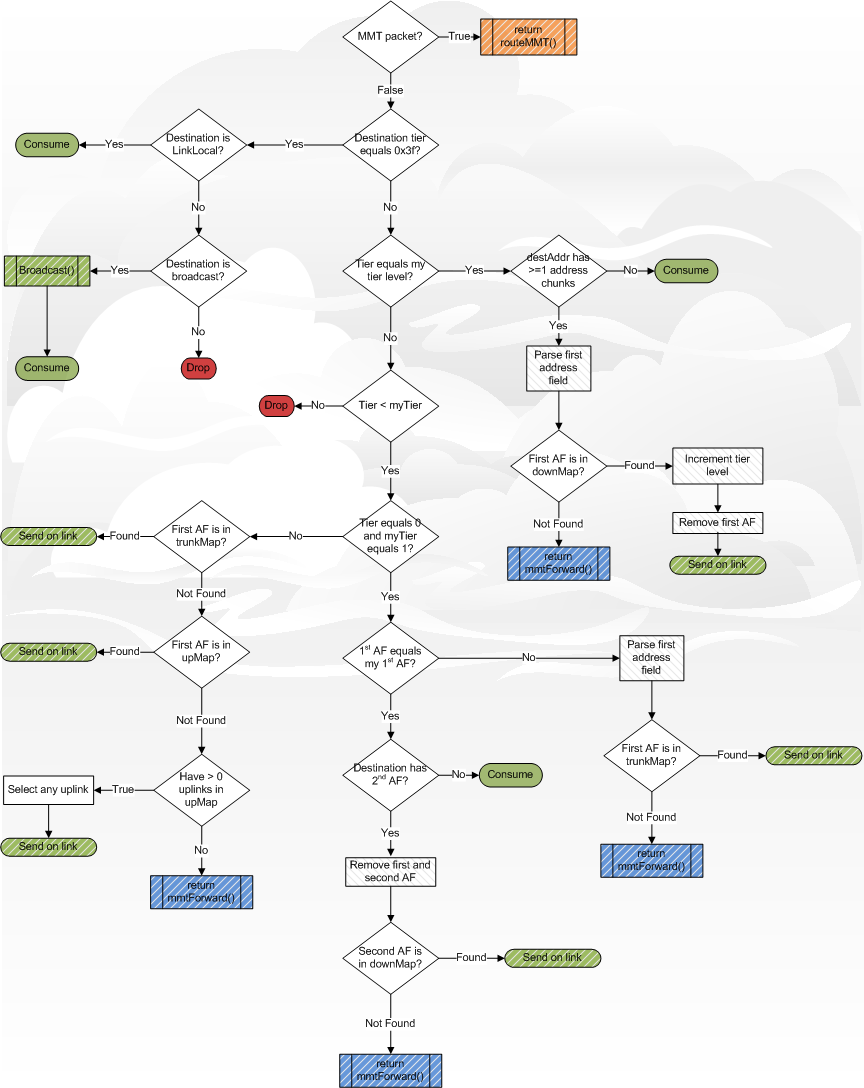 MMT packet?
True
return
routeMMT()
False
Destination tier
equals 0x3f?
Yes
Destination is
LinkLocal?
Yes
Consume
No
No
Destination is
broadcast?
Yes
Broadcast()
Consume
No
Drop
Tier equals my
tier level?
Yes
destAddr has
>=1 address
chunks
No
Consume
Yes
Parse first
address
field
First AF is in
downMap?
Found
Increment tier
level
Remove first AF
Send on link
Not Found
return
mmtForward()
No
Tier < myTier
No
Drop
Yes
Tier equals 0
and myTier
equals 1?
No
First AF is in
trunkMap?
Found
Send on link
Not Found
First AF is in
upMap?
Found
Send on link
Not Found
Have > 0
uplinks in
upMap
True
Select any uplink
Send on link
No
return
mmtForward()
Yes
1st AF equals
my 1st AF?
No
Parse first
address
field
First AF is in
trunkMap?
Found
Send on link
Not Found
return
mmtForward()
Yes
Destination has
2nd AF?
No
Consume
Yes
Remove first and
second AF
Second AF is
in downMap?
Found
Send on link
Not Found
return
mmtForward()